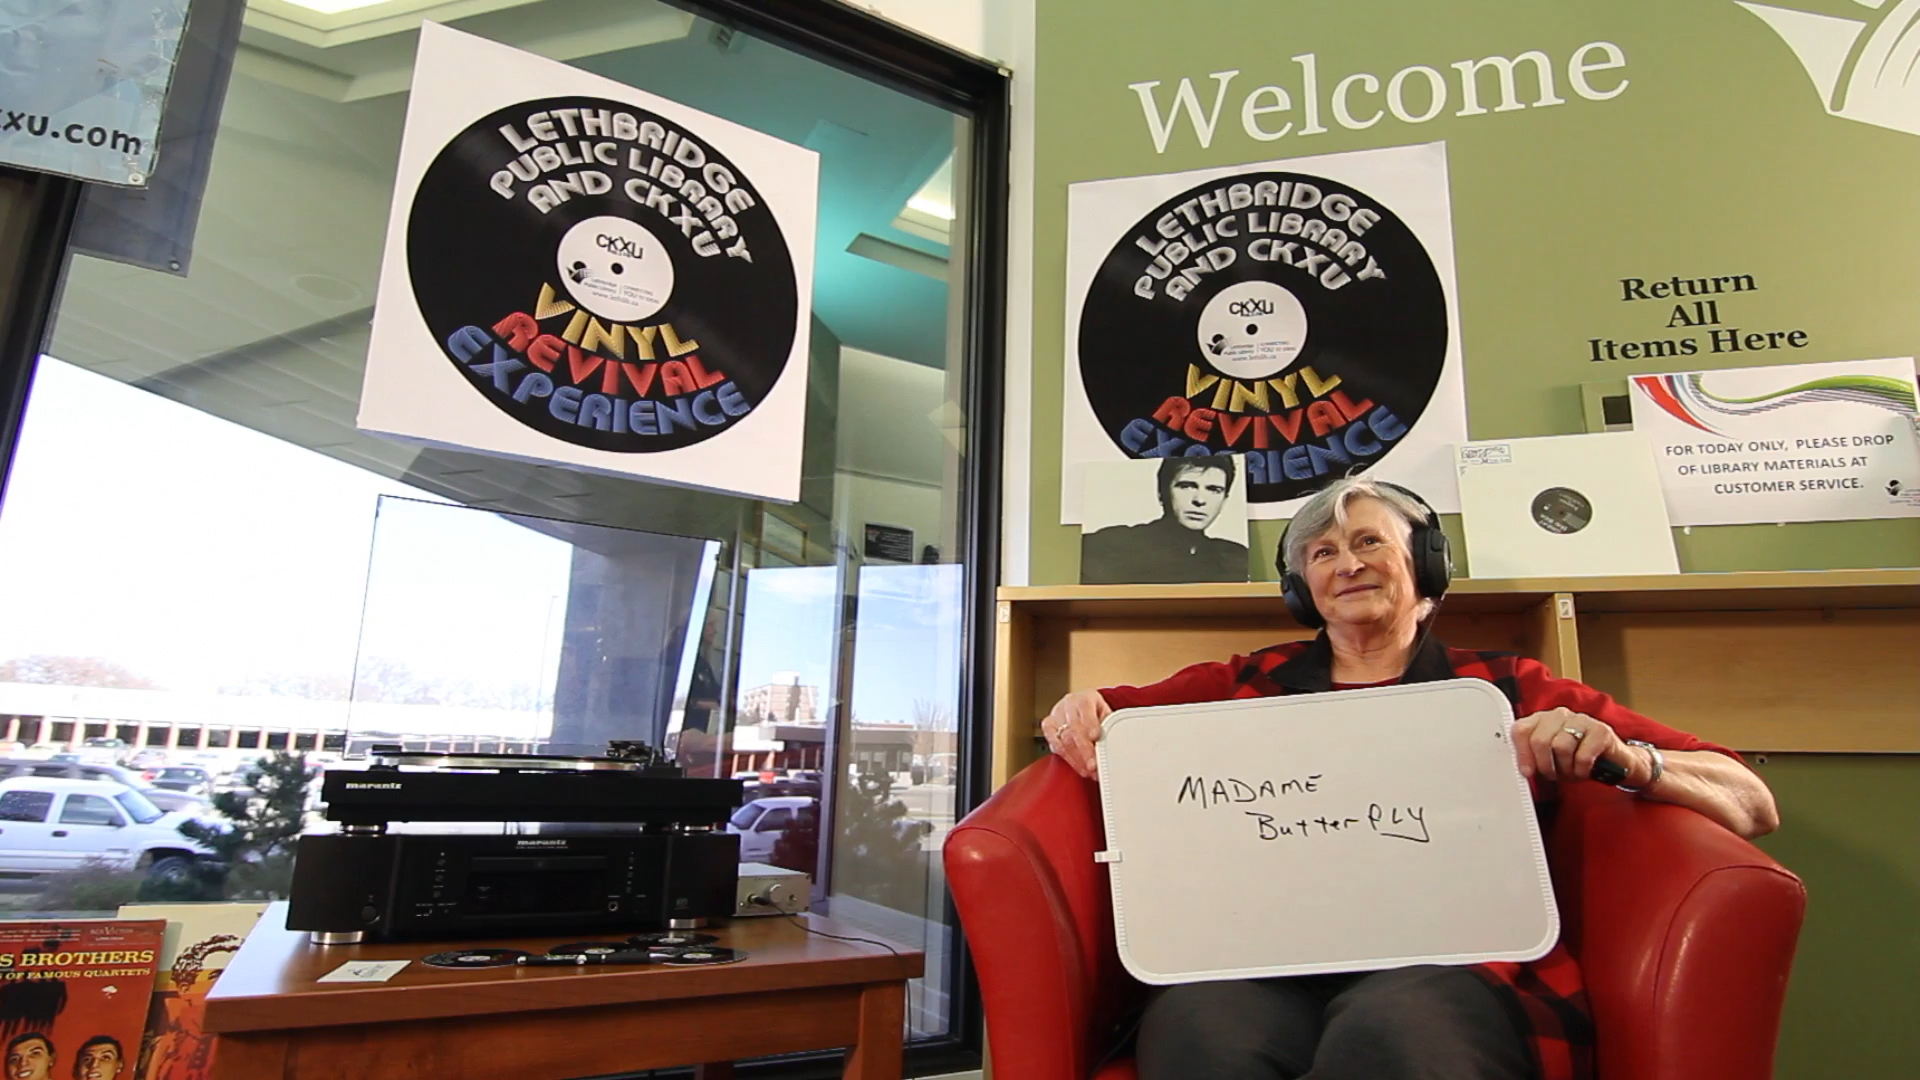 xu.com
LETHBRIDGE
PUBLIC LIBRARY
AND CKXU
CKXU
VINYL
REVIVAL
EXPERIENCE
Welcome
LETHBRIDGE
PUBLIC LIBRARY
AND CKXU
CKXU
VINYL
REVIVAL
EXPERIENCE
Return
All
Items Here
FOR TODAY ONLY, PLEASE DROP
OF LIBRARY MATERIALS AT
CUSTOMER SERVICE.
MADAME
ButterFLY
marantz
marantz
S BROTHERS
OF FAMOUS QUARTETS